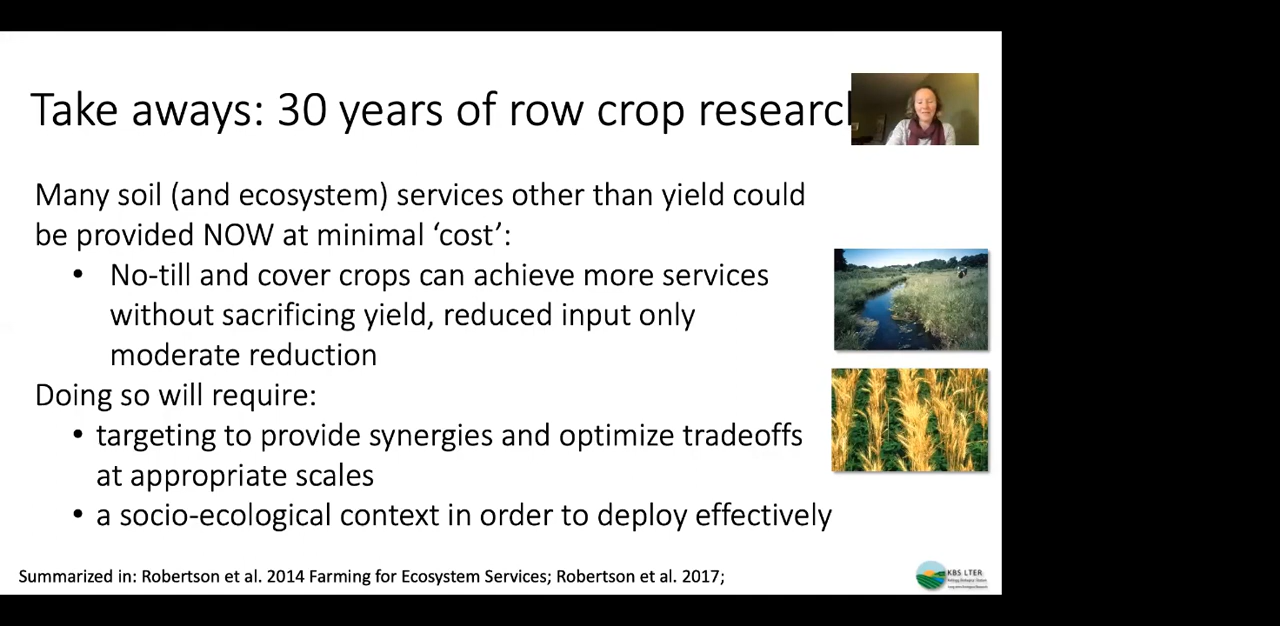 Take aways: 30 years of row crop researc
Many soil (and ecosystem) services other than yield could
be provided NOW at minimal ‘cost’:
• No-till and cover crops can achieve more services
without sacrificing yield, reduced input only
moderate reduction
Doing so will require:
• targeting to provide synergies and optimize tradeoffs
at appropriate scales
• a socio-ecological context in order to deploy effectively
Summarized in: Robertson et al. 2014 Farming for Ecosystem Services; Robertson et al. 2017;
KBS LTER